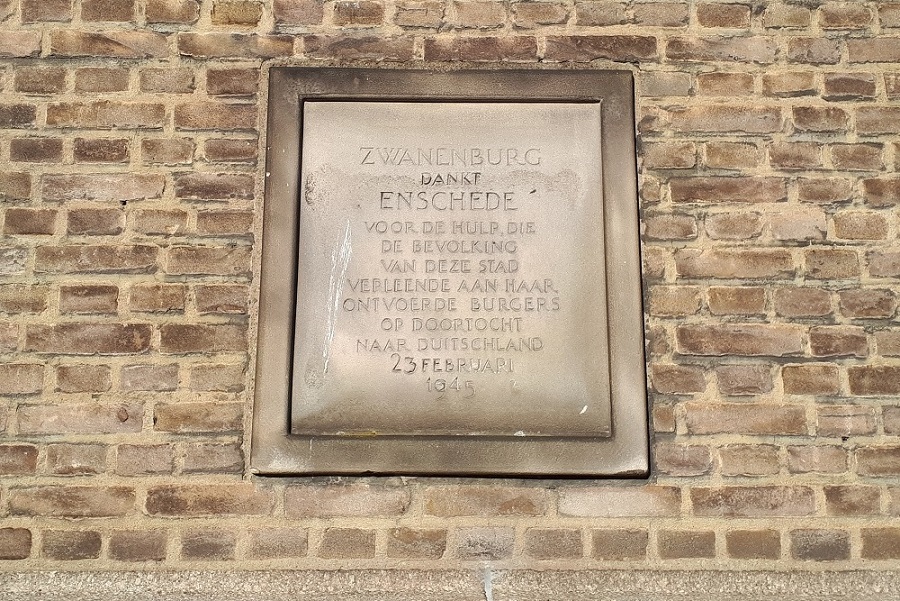 ZWANENBURG
DANKT
ENSCHEDE
VOOR DE HULP, DIE
DE BEVOLKING
VAN DEZE STAD
VERLEENDE AAN HAAR
ONTVOERDE BURGERS
OP DOORTOCHT
NAAR DUITSCHLAND
23 FEBRUARI
1945